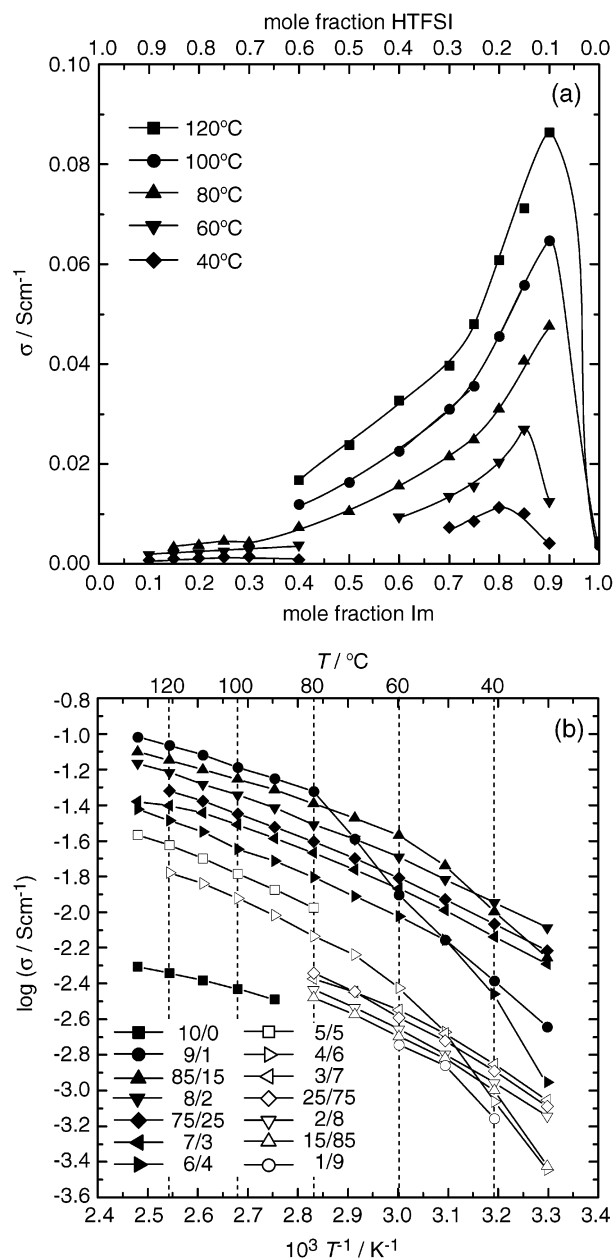 mole fraction HTFSI
1.0 0.9 0.8 0.7 0.6 0.5 0.4 0.3 0.2 0.1 0.0
(a)
0.10
0.08
0.06
0.04
0.02
0.00
σ / Scm⁻¹
120°C
100°C
80°C
60°C
40°C
0.0 0.1 0.2 0.3 0.4 0.5 0.6 0.7 0.8 0.9 1.0
mole fraction Im
T / °C
120 100 80 60 40
(b)
-0.8
-1.0
-1.2
-1.4
-1.6
-1.8
-2.0
-2.2
-2.4
-2.6
-2.8
-3.0
-3.2
-3.4
-3.6
log (σ / Scm⁻¹)
10/0 5/5
9/1 4/6
85/15 3/7
8/2 25/75
75/25 2/8
7/3 15/85
6/4 1/9
2.4 2.5 2.6 2.7 2.8 2.9 3.0 3.1 3.2 3.3 3.4
10³ T⁻¹ / K⁻¹